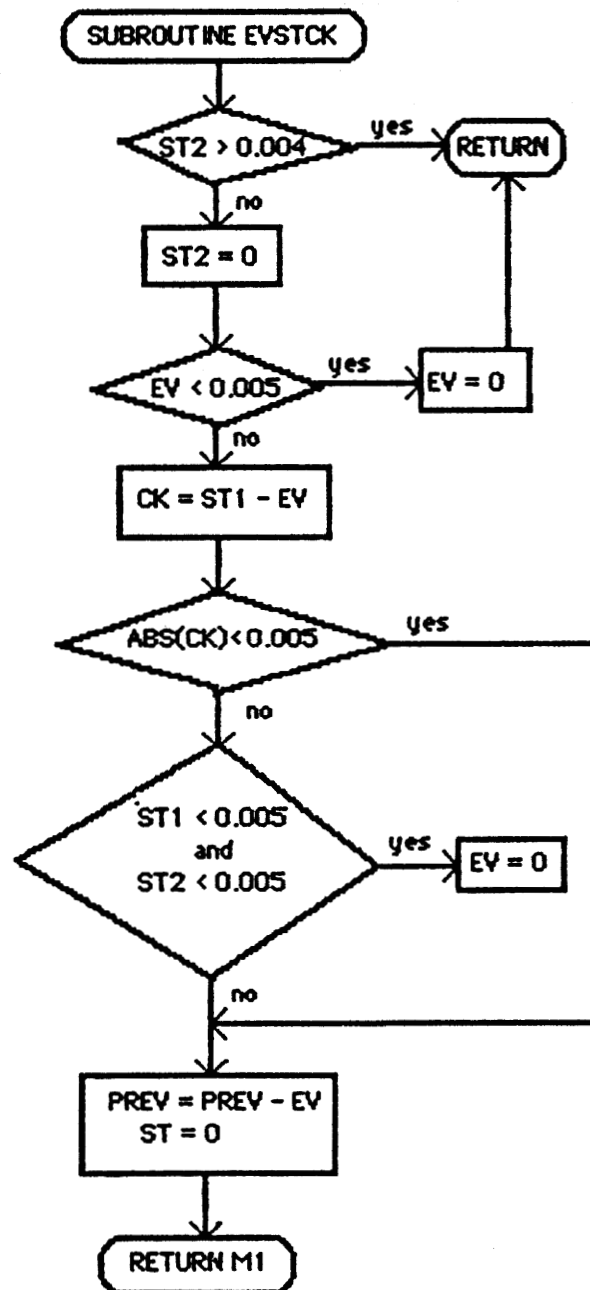 SUBROUTINE EVSTCK
ST2 > 0.004
yes
RETURN
no
ST2 = 0
EV < 0.005
yes
EV = 0
no
CK = ST1 - EV
ABS(CK)<0.005
yes
no
ST1 < 0.005
and
ST2 < 0.005
yes
EV = 0
no
PREV = PREV - EV
ST = 0
RETURN M1